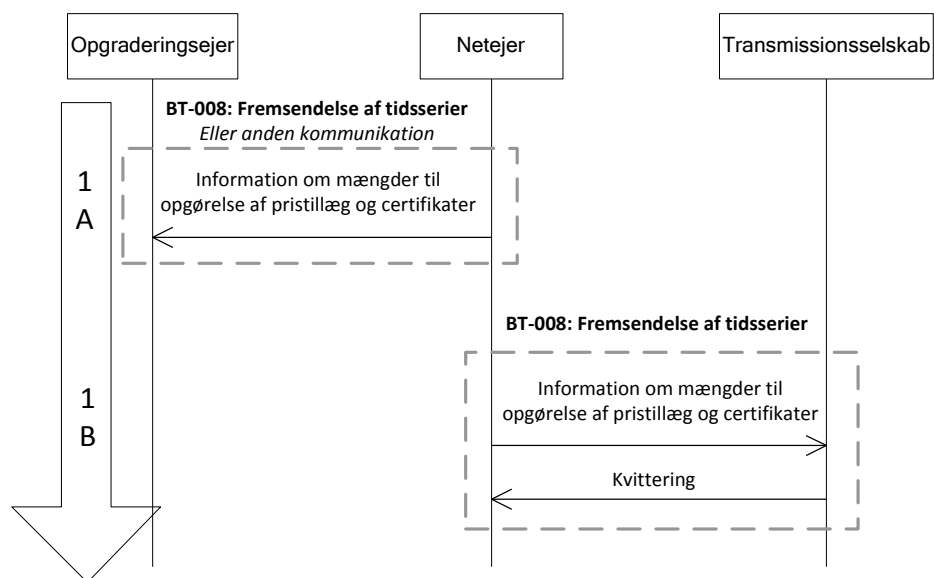 Opgraderingsejer
Netejer
Transmissionsselskab
BT-008: Fremsendelse af tidsserier
Eller anden kommunikation
1
A
Information om mængder til
opgørelse af pristillæg og certifikater
BT-008: Fremsendelse af tidsserier
1
B
Information om mængder til
opgørelse af pristillæg og certifikater
Kvittering